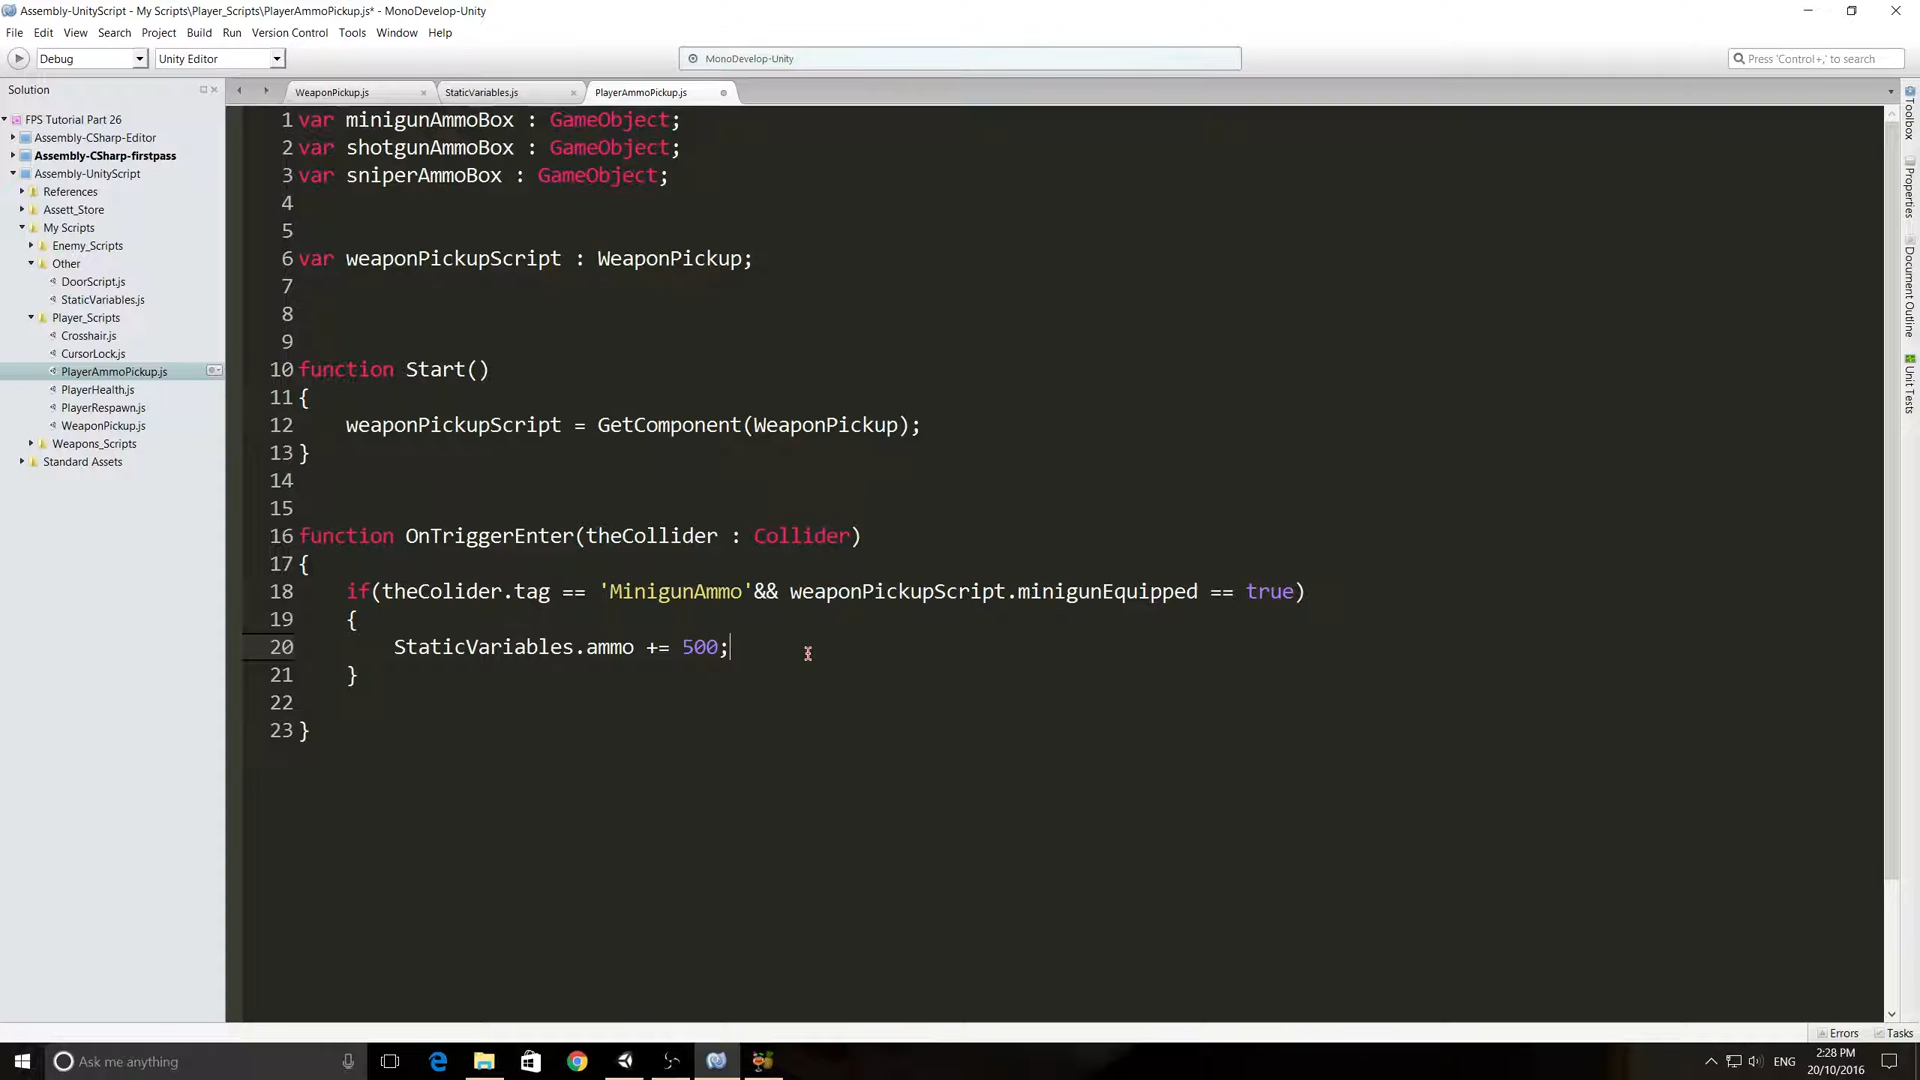 Assembly-UnityScript - My Scripts\Player_Scripts\PlayerAmmoPickup.js* - MonoDevelop-Unity
File Edit View Search Project Build Run Version Control Tools Window Help
Debug Unity Editor MonoDevelop-Unity Press 'Control+,' to search
Solution
WeaponPickup.js StaticVariables.js PlayerAmmoPickup.js
FPS Tutorial Part 26
Assembly-CSharp-Editor
Assembly-CSharp-firstpass
Assembly-UnityScript
References
Assett_Store
My Scripts
Enemy_Scripts
Other
DoorScript.js
StaticVariables.js
Player_Scripts
Crosshair.js
CursorLock.js
PlayerAmmoPickup.js
PlayerHealth.js
PlayerRespawn.js
WeaponPickup.js
Weapons_Scripts
Standard Assets
1 var minigunAmmoBox : GameObject;
2 var shotgunAmmoBox : GameObject;
3 var sniperAmmoBox : GameObject;
4
5
6 var weaponPickupScript : WeaponPickup;
7
8
9
10 function Start()
11 {
12 weaponPickupScript = GetComponent(WeaponPickup);
13 }
14
15
16 function OnTriggerEnter(theCollider : Collider)
17 {
18 if(theColider.tag == 'MinigunAmmo'&& weaponPickupScript.minigunEquipped == true)
19 {
20 StaticVariables.ammo += 500;
21 }
22
23 }
Toolbox
Properties
Document Outline
Unit Tests
Errors Tasks
Ask me anything
ENG
2:28 PM
20/10/2016